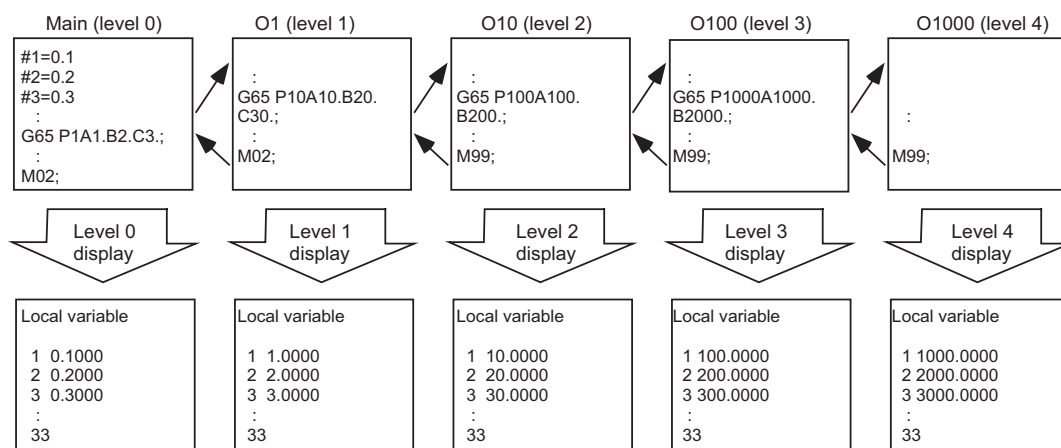 Main (level 0)
#1=0.1
#2=0.2
#3=0.3
:
G65 P1A1.B2.C3.;
:
M02;
O1 (level 1)
:
G65 P10A10.B20.
C30.;
:
M02;
O10 (level 2)
:
G65 P100A100.
B200.;
:
M99;
O100 (level 3)
:
G65 P1000A1000.
B2000.;
:
M99;
O1000 (level 4)
:
M99;
Level 0
display
Level 1
display
Level 2
display
Level 3
display
Level 4
display
Local variable
1 0.1000
2 0.2000
3 0.3000
:
33
Local variable
1 1.0000
2 2.0000
3 3.0000
:
33
Local variable
1 10.0000
2 20.0000
3 30.0000
:
33
Local variable
1 100.0000
2 200.0000
3 300.0000
:
33
Local variable
1 1000.0000
2 2000.0000
3 3000.0000
:
33